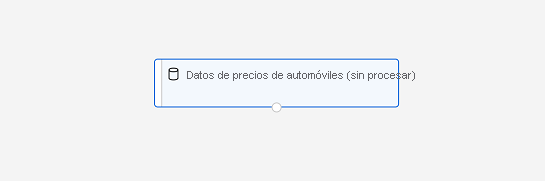 Datos de precios de automóviles (sin procesar)